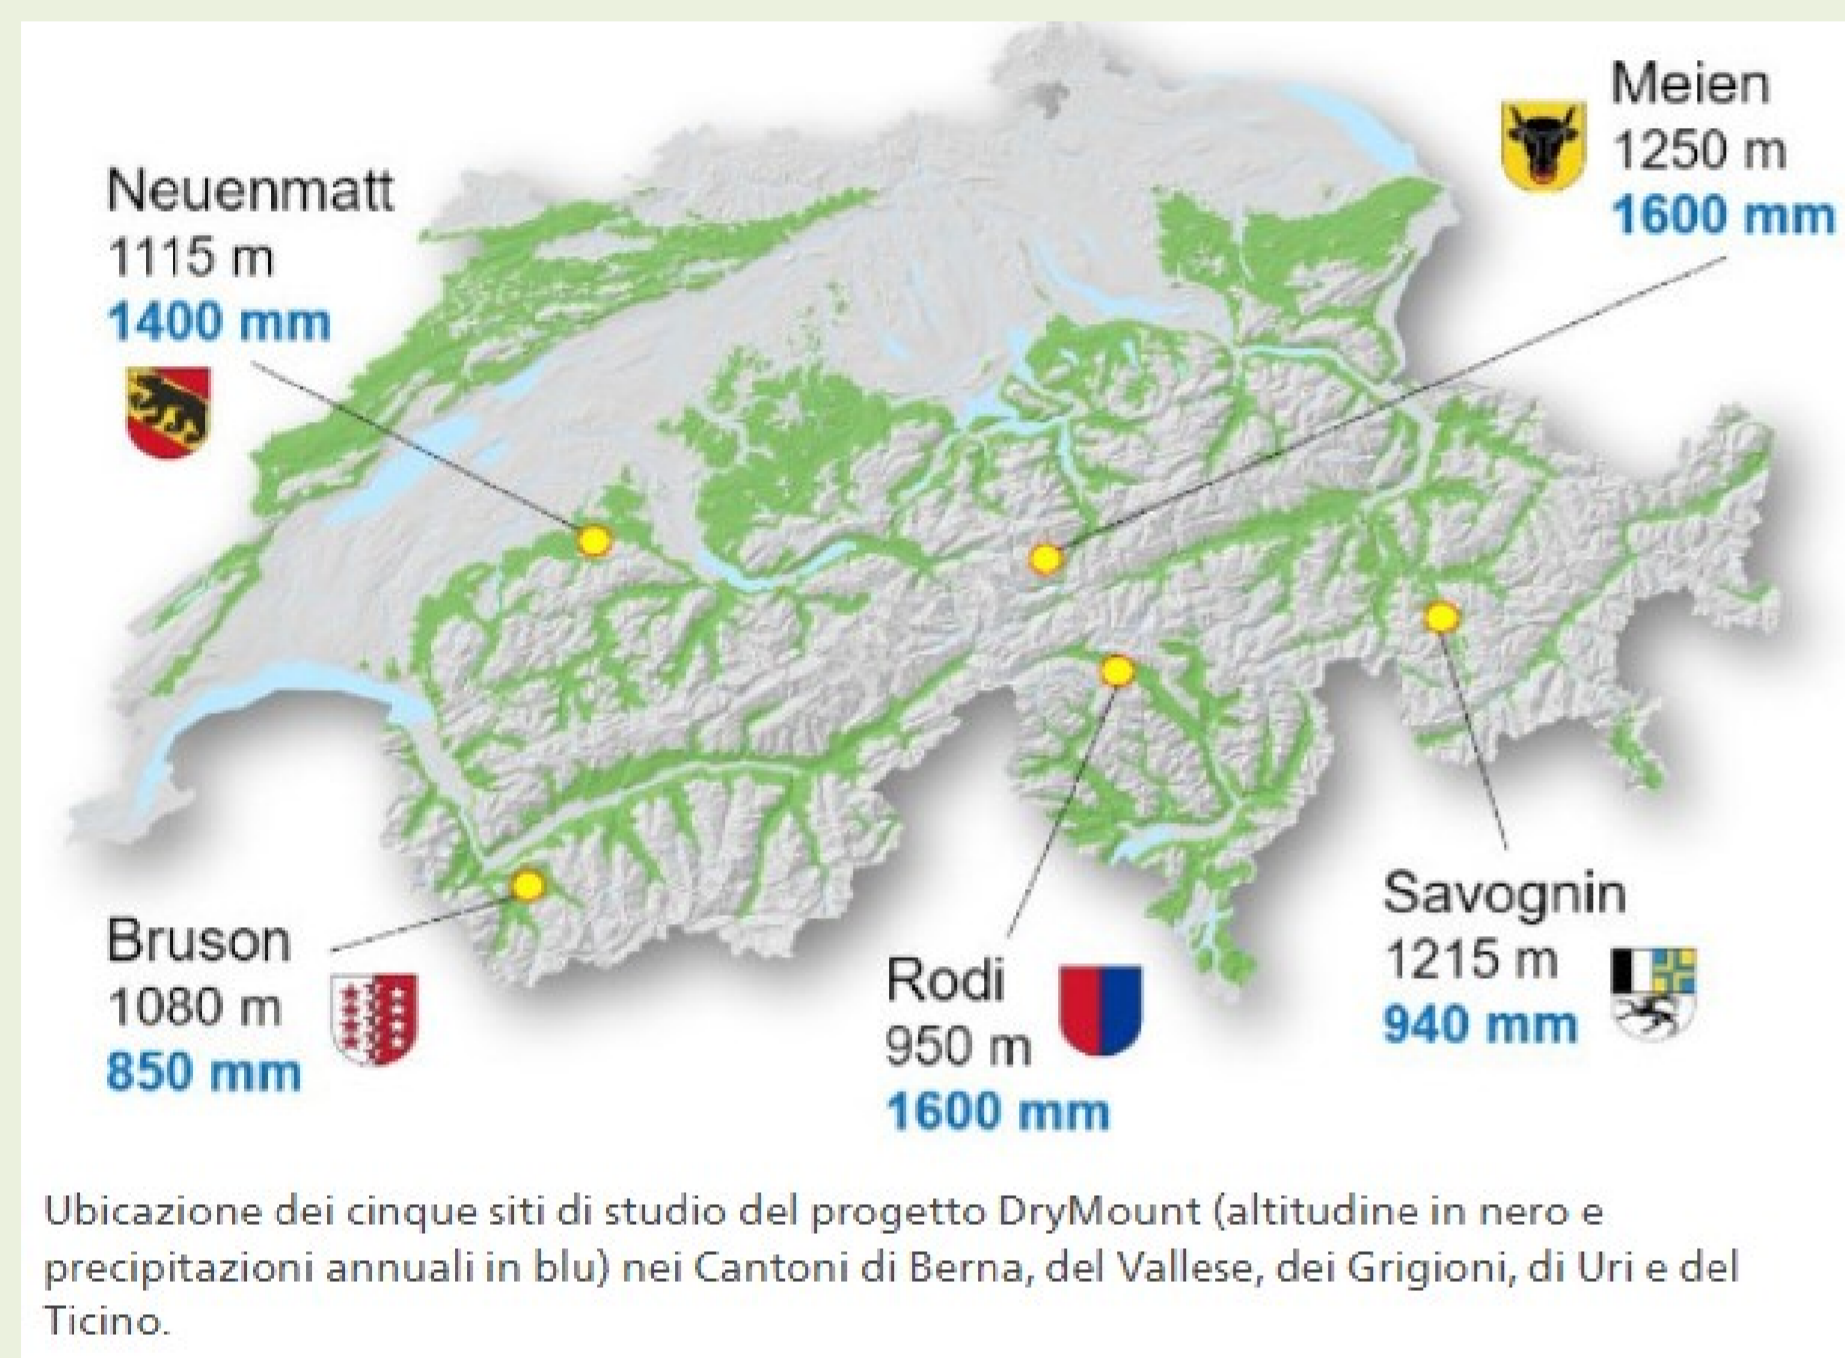 Meien
1250 m
1600 mm
Neuenmatt
1115 m
1400 mm
Bruson
1080 m
850 mm
Rodi
950 m
1600 mm
Savognin
1215 m
940 mm
Ubicazione dei cinque siti di studio del progetto DryMount (altitudine in nero e
precipitazioni annuali in blu) nei Cantoni di Berna, del Vallese, dei Grigioni, di Uri e del
Ticino.